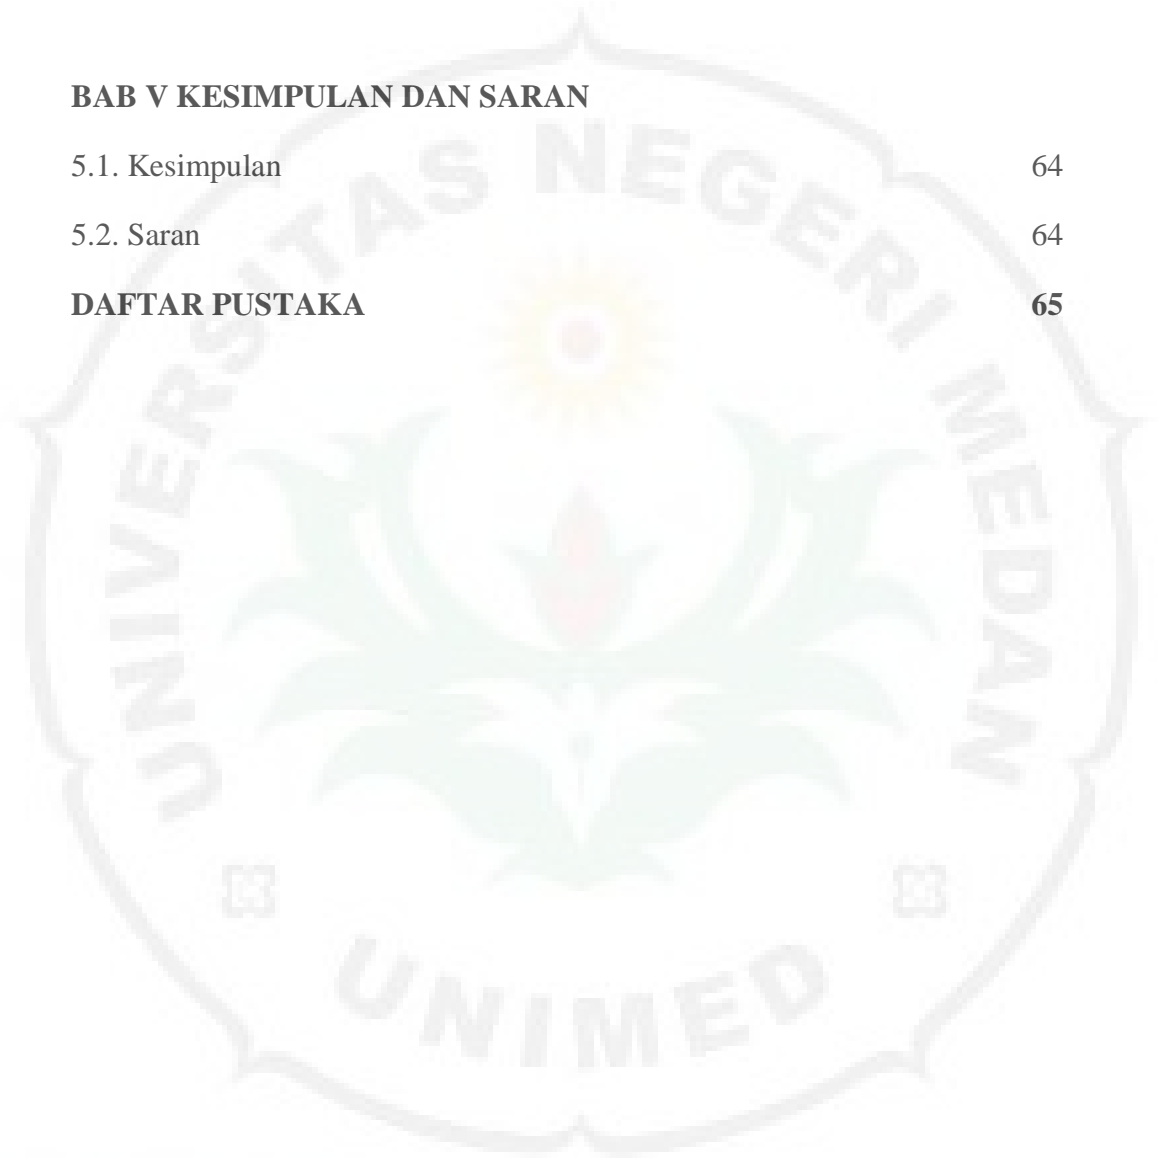 BAB V KESIMPULAN DAN SARAN
5.1. Kesimpulan 64
5.2. Saran 64
DAFTAR PUSTAKA 65
UNIVERSITAS NEGERI MEDAN
UNIMED